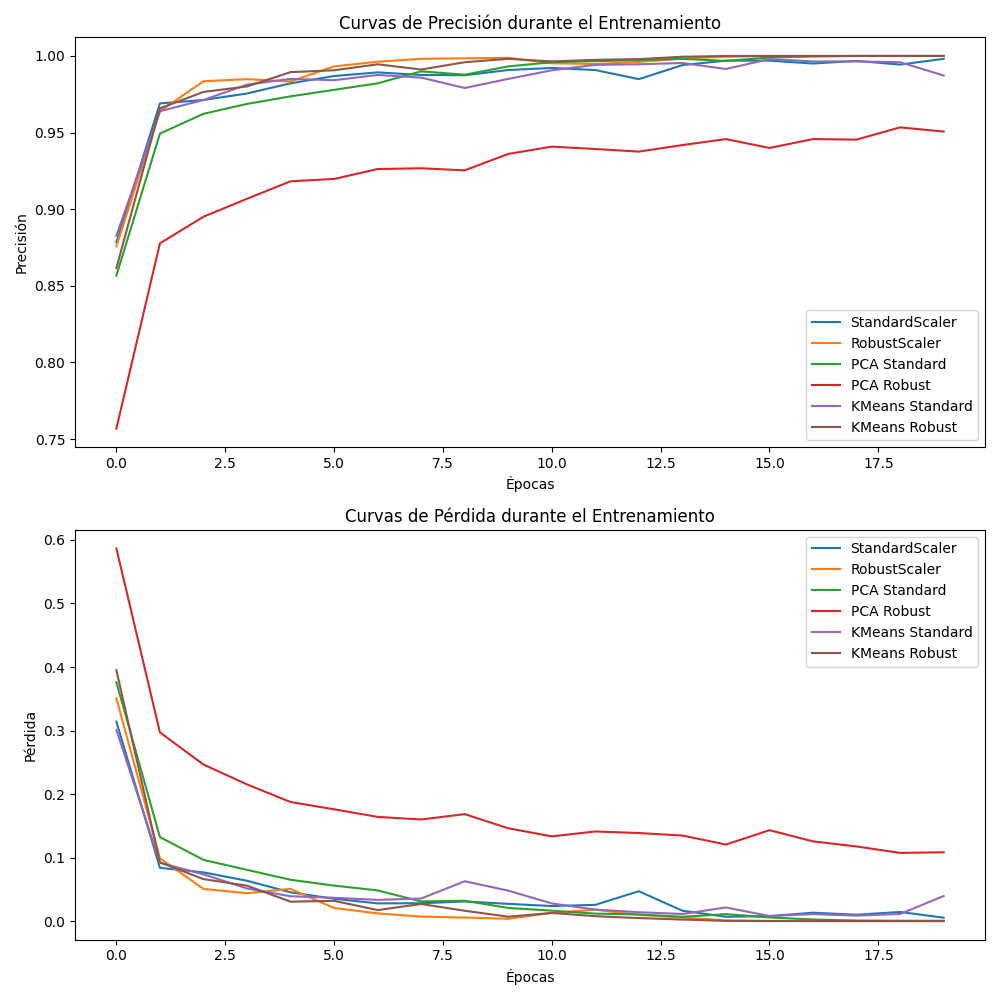 Curvas de Precisión durante el Entrenamiento
1.00
0.95
0.90
0.85
0.80
0.75
Precisión
StandardScaler
RobustScaler
PCA Standard
PCA Robust
KMeans Standard
KMeans Robust
0.0 2.5 5.0 7.5 10.0 12.5 15.0 17.5
Épocas
Curvas de Pérdida durante el Entrenamiento
0.6
0.5
0.4
0.3
0.2
0.1
0.0
Pérdida
StandardScaler
RobustScaler
PCA Standard
PCA Robust
KMeans Standard
KMeans Robust
0.0 2.5 5.0 7.5 10.0 12.5 15.0 17.5
Épocas